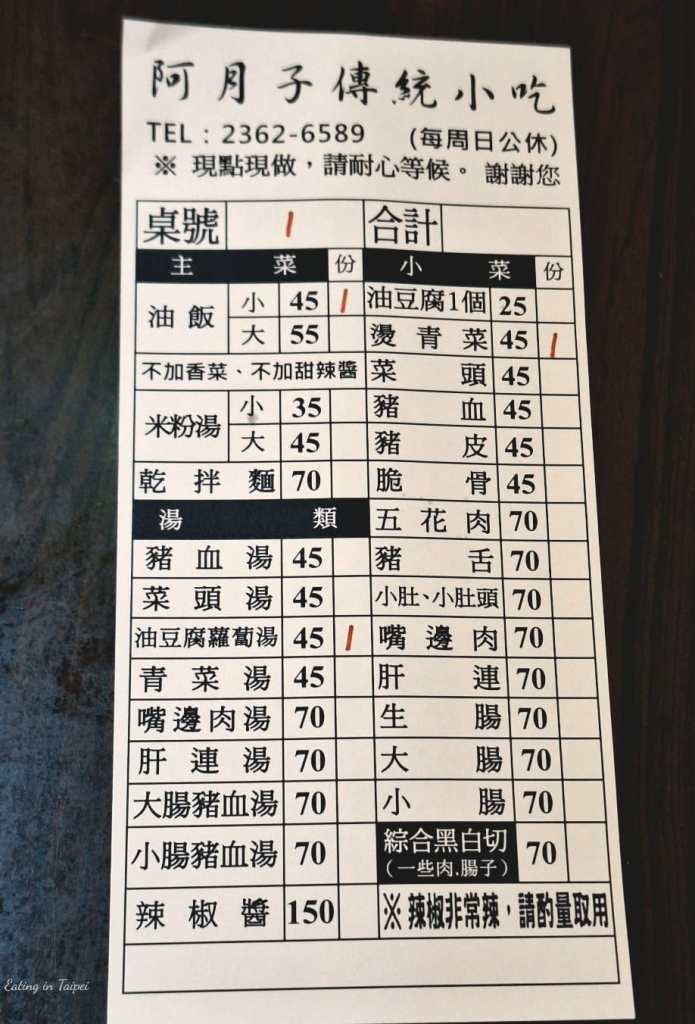 阿月子傳統小吃
TEL：2362-6589 (每周日公休)
※ 現點現做，請耐心等候。謝謝您
桌號 1 合計
主菜 份 小菜 份
油飯 小 45 1 油豆腐1個 25
大 55 燙青菜 45 1
不加香菜、不加甜辣醬 菜頭 45
米粉湯 小 35 豬血 45
大 45 豬皮 45
乾拌麵 70 脆骨 45
湯類 五花肉 70
豬血湯 45 豬舌 70
菜頭湯 45 小肚、小肚頭 70
油豆腐蘿蔔湯 45 1 嘴邊肉 70
青菜湯 45 肝連 70
嘴邊肉湯 70 生腸 70
肝連湯 70 大腸 70
大腸豬血湯 70 小腸 70
小腸豬血湯 70 綜合黑白切 70
（一些肉.腸子）
辣椒醬 150 ※ 辣椒非常辣，請酌量取用
Eating in Taipei